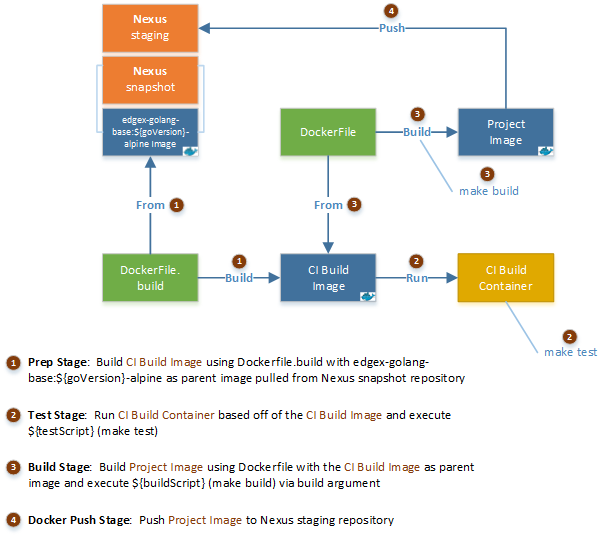 Nexus
staging
4
Push
Nexus
snapshot
edgex-golang-
base:${goVersion}-
alpine Image
DockerFile
3
Build
Project
Image
3
make build
From 1
From 3
DockerFile.
build
1
Build
CI Build
Image
2
Run
CI Build
Container
2
make test
1 Prep Stage: Build CI Build Image using Dockerfile.build with edgex-golang-
base:${goVersion}-alpine as parent image pulled from Nexus snapshot repository
2 Test Stage: Run CI Build Container based off of the CI Build Image and execute
${testScript} (make test)
3 Build Stage: Build Project Image using Dockerfile with the CI Build Image as parent
image and execute ${buildScript} (make build) via build argument
4 Docker Push Stage: Push Project Image to Nexus staging repository